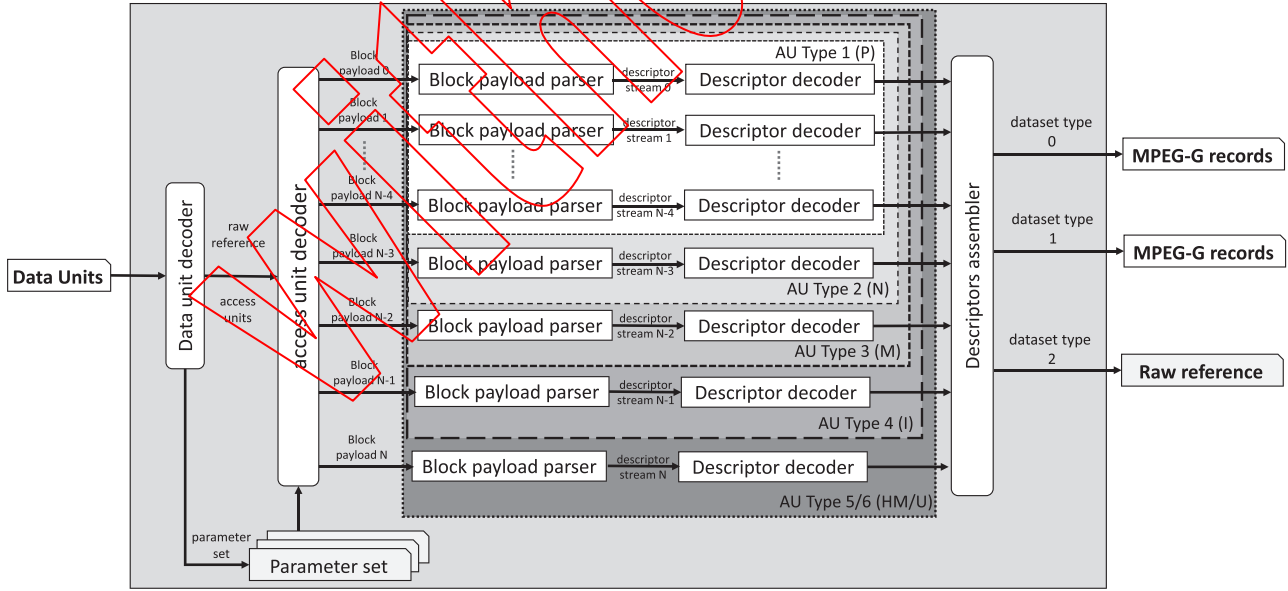 Data Units
Data unit decoder
raw
reference
access
units
parameter
set
Parameter set
access unit decoder
Block
payload 0
Block payload parser
descriptor
stream 0
Descriptor decoder
AU Type 1 (P)
Block
payload 1
Block payload parser
descriptor
stream 1
Descriptor decoder
Block
payload N-4
Block payload parser
descriptor
stream N-4
Descriptor decoder
Block
payload N-3
Block payload parser
descriptor
stream N-3
Descriptor decoder
AU Type 2 (N)
Block
payload N-2
Block payload parser
descriptor
stream N-2
Descriptor decoder
AU Type 3 (M)
Block
payload N-1
Block payload parser
descriptor
stream N-1
Descriptor decoder
AU Type 4 (I)
Block
payload N
Block payload parser
descriptor
stream N
Descriptor decoder
AU Type 5/6 (HM/U)
Descriptors assembler
dataset type
0
MPEG-G records
dataset type
1
MPEG-G records
dataset type
2
Raw reference